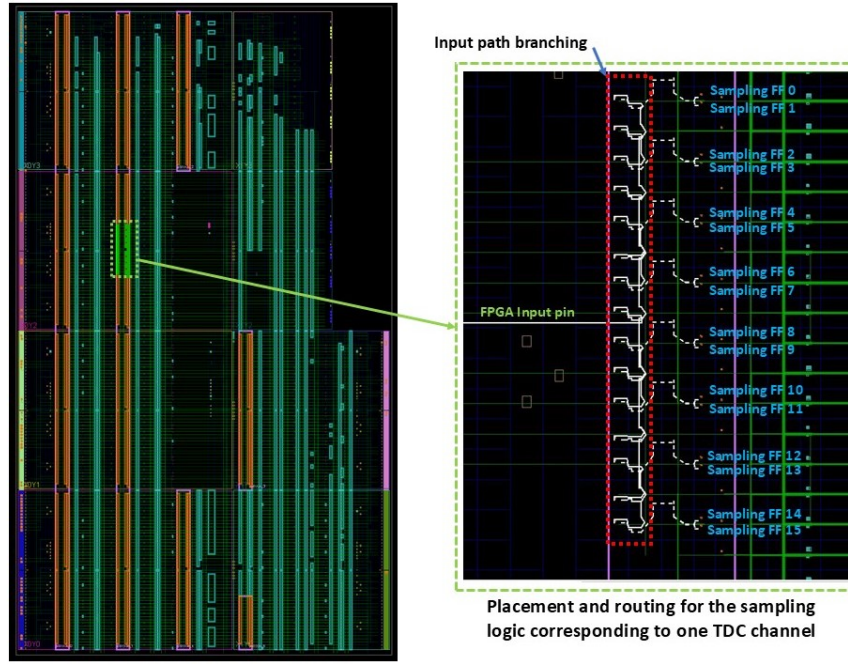 Input path branching
Sampling FF 0
Sampling FF 1
Sampling FF 2
Sampling FF 3
Sampling FF 4
Sampling FF 5
Sampling FF 6
Sampling FF 7
FPGA Input pin
Sampling FF 8
Sampling FF 9
Sampling FF 10
Sampling FF 11
Sampling FF 12
Sampling FF 13
Sampling FF 14
Sampling FF 15
Placement and routing for the sampling
logic corresponding to one TDC channel